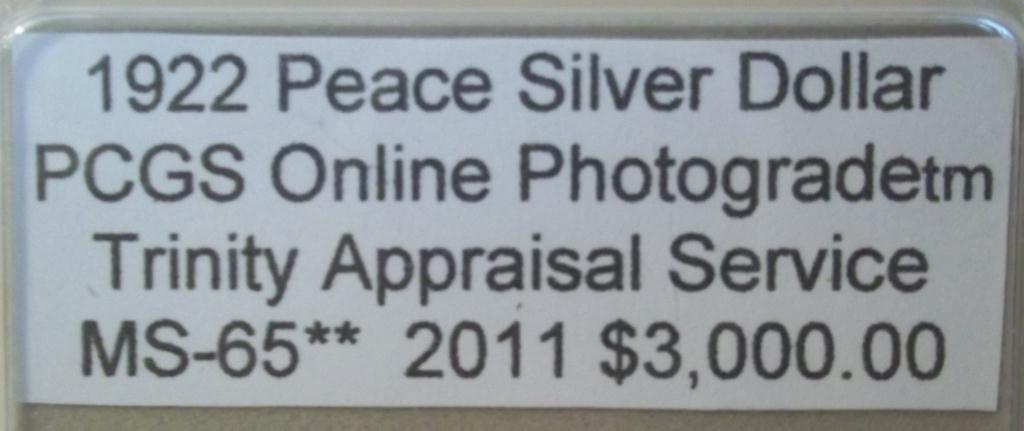 1922 Peace Silver Dollar
PCGS Online Photogradetm
Trinity Appraisal Service
MS-65** 2011 $3,000.00